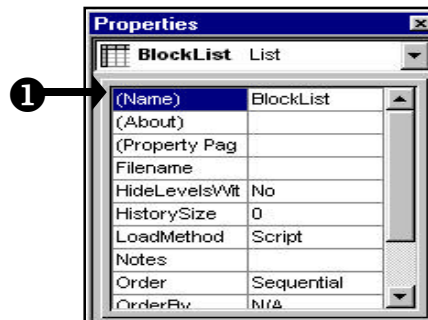 Properties
BlockList List
❶
(Name) BlockList
(About)
(Property Pag
Filename
HideLevelsWit No
HistorySize 0
LoadMethod Script
Notes
Order Sequential
OrderBy N/A